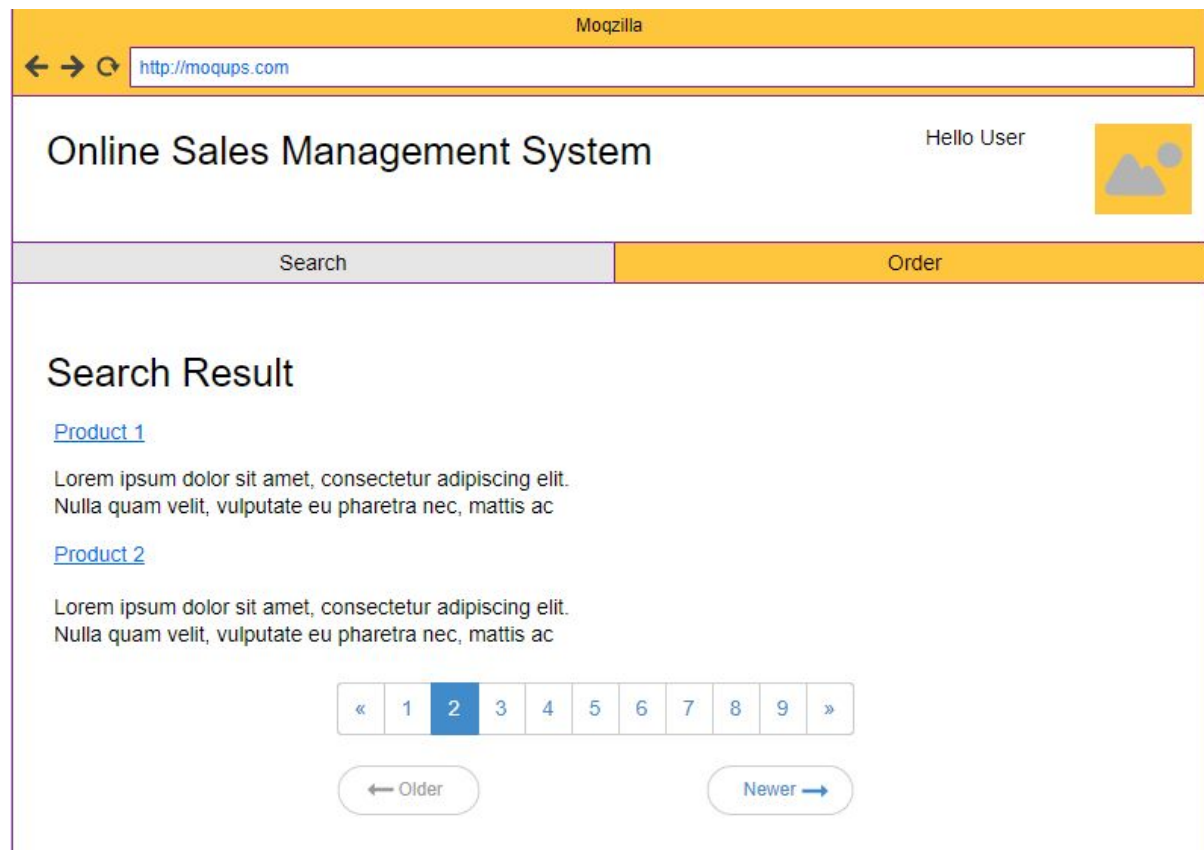 Moqzilla
http://moqups.com
Online Sales Management System
Hello User
Search
Order
Search Result
Product 1
Lorem ipsum dolor sit amet, consectetur adipiscing elit.
Nulla quam velit, vulputate eu pharetra nec, mattis ac
Product 2
Lorem ipsum dolor sit amet, consectetur adipiscing elit.
Nulla quam velit, vulputate eu pharetra nec, mattis ac
« 1 2 3 4 5 6 7 8 9 »
Older
Newer